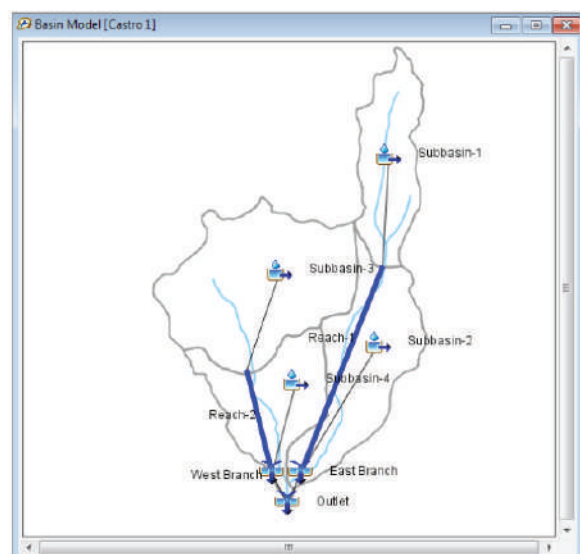 Basin Model [Castro 1]
Subbasin-1
Subbasin-3
Reach-1
Subbasin-2
Subbasin-4
Reach-2
West Branch
East Branch
Outlet